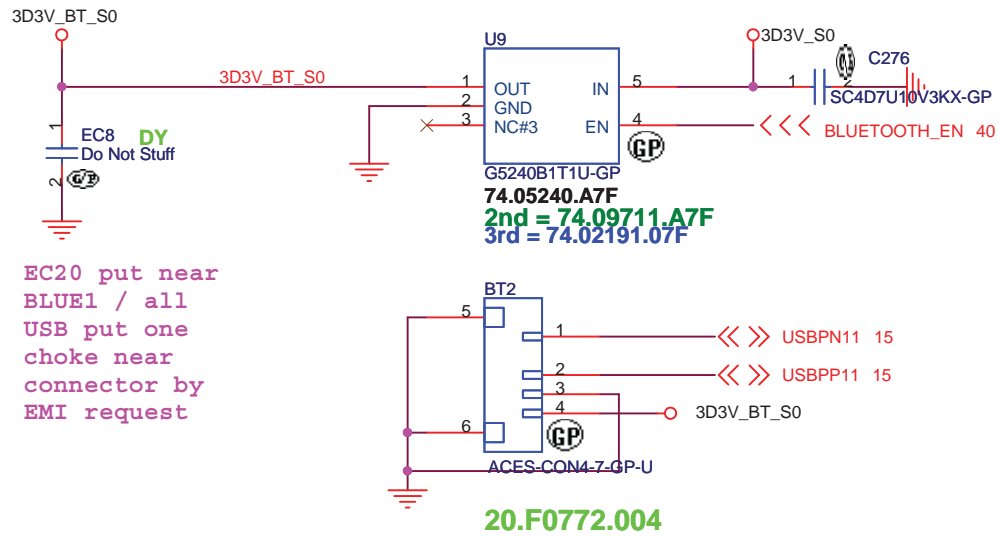 3D3V_BT_S0
3D3V_BT_S0
1
EC8
DY
Do Not Stuff
2
G/P
U9
1 OUT IN 5
2 GND
3 NC#3 EN 4
GP
G5240B1T1U-GP
74.05240.A7F
2nd = 74.09711.A7F
3rd = 74.02191.07F
3D3V_S0
C276
1 2
SC4D7U10V3KX-GP
BLUETOOTH_EN 40
EC20 put near
BLUE1 / all
USB put one
choke near
connector by
EMI request
BT2
5
1 USBPN11 15
2 USBPP11 15
3
4 3D3V_BT_S0
6
GP
ACES-CON4-7-GP-U
20.F0772.004